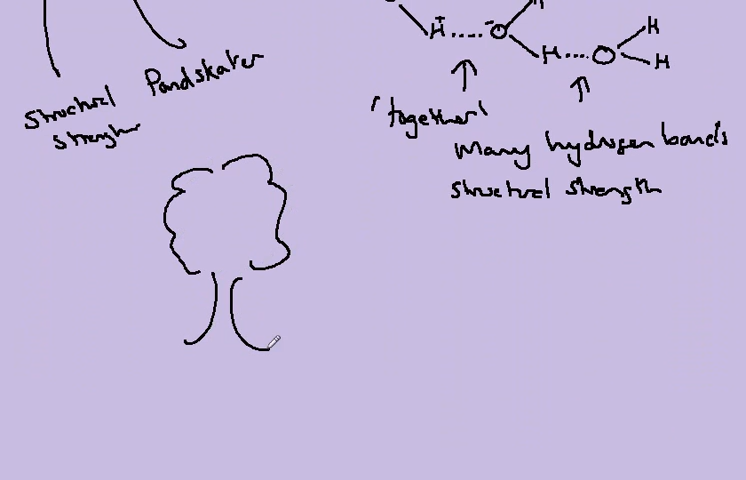 Structural
strength
Pondskater
H+ ..... -O
H
H ... O
H
H
'together'
Many hydrogen bonds
structural strength